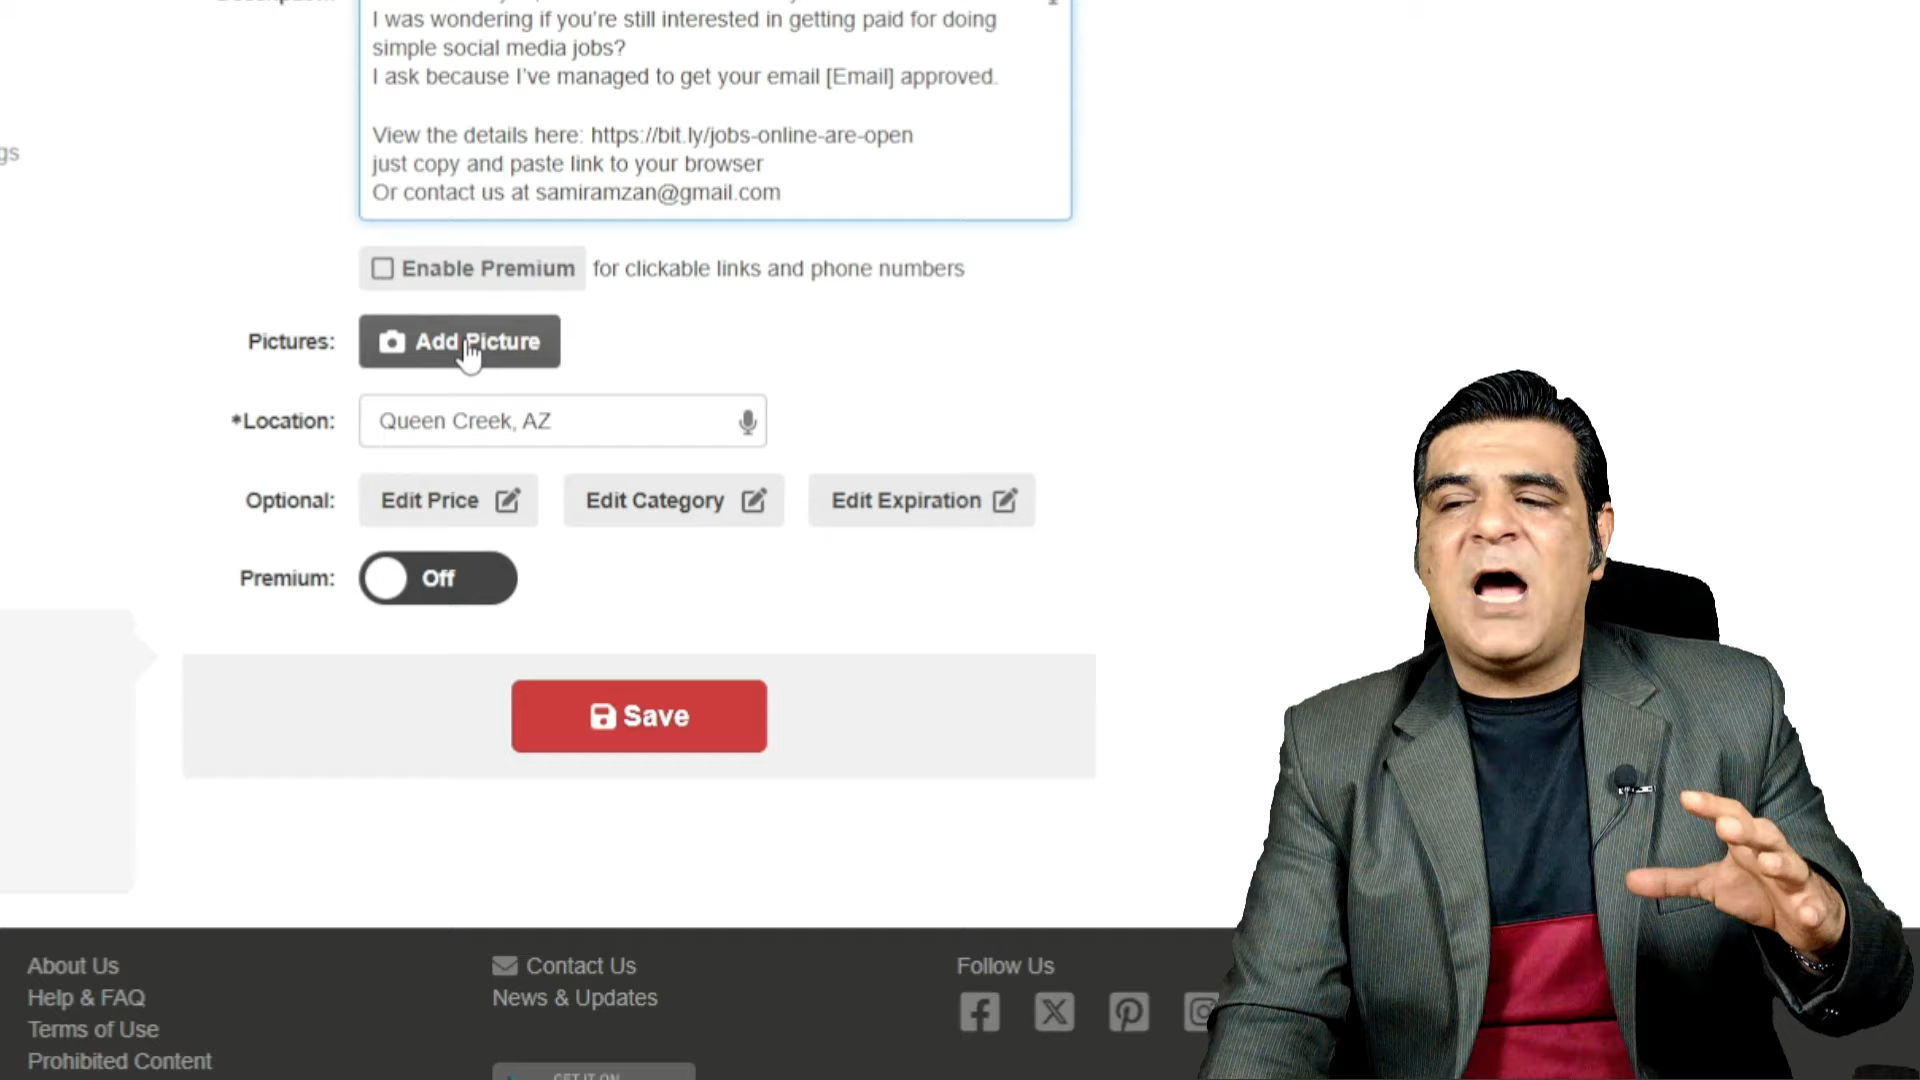 I was wondering if you're still interested in getting paid for doing
simple social media jobs?
I ask because I've managed to get your email [Email] approved.
View the details here: https://bit.ly/jobs-online-are-open
just copy and paste link to your browser
Or contact us at samiramzan@gmail.com
gs
Enable Premium for clickable links and phone numbers
Pictures: Add Picture
*Location: Queen Creek, AZ
Optional: Edit Price Edit Category Edit Expiration
Premium: Off
Save
About Us Contact Us Follow Us
Help & FAQ News & Updates
Terms of Use
Prohibited Content
GET IT ON